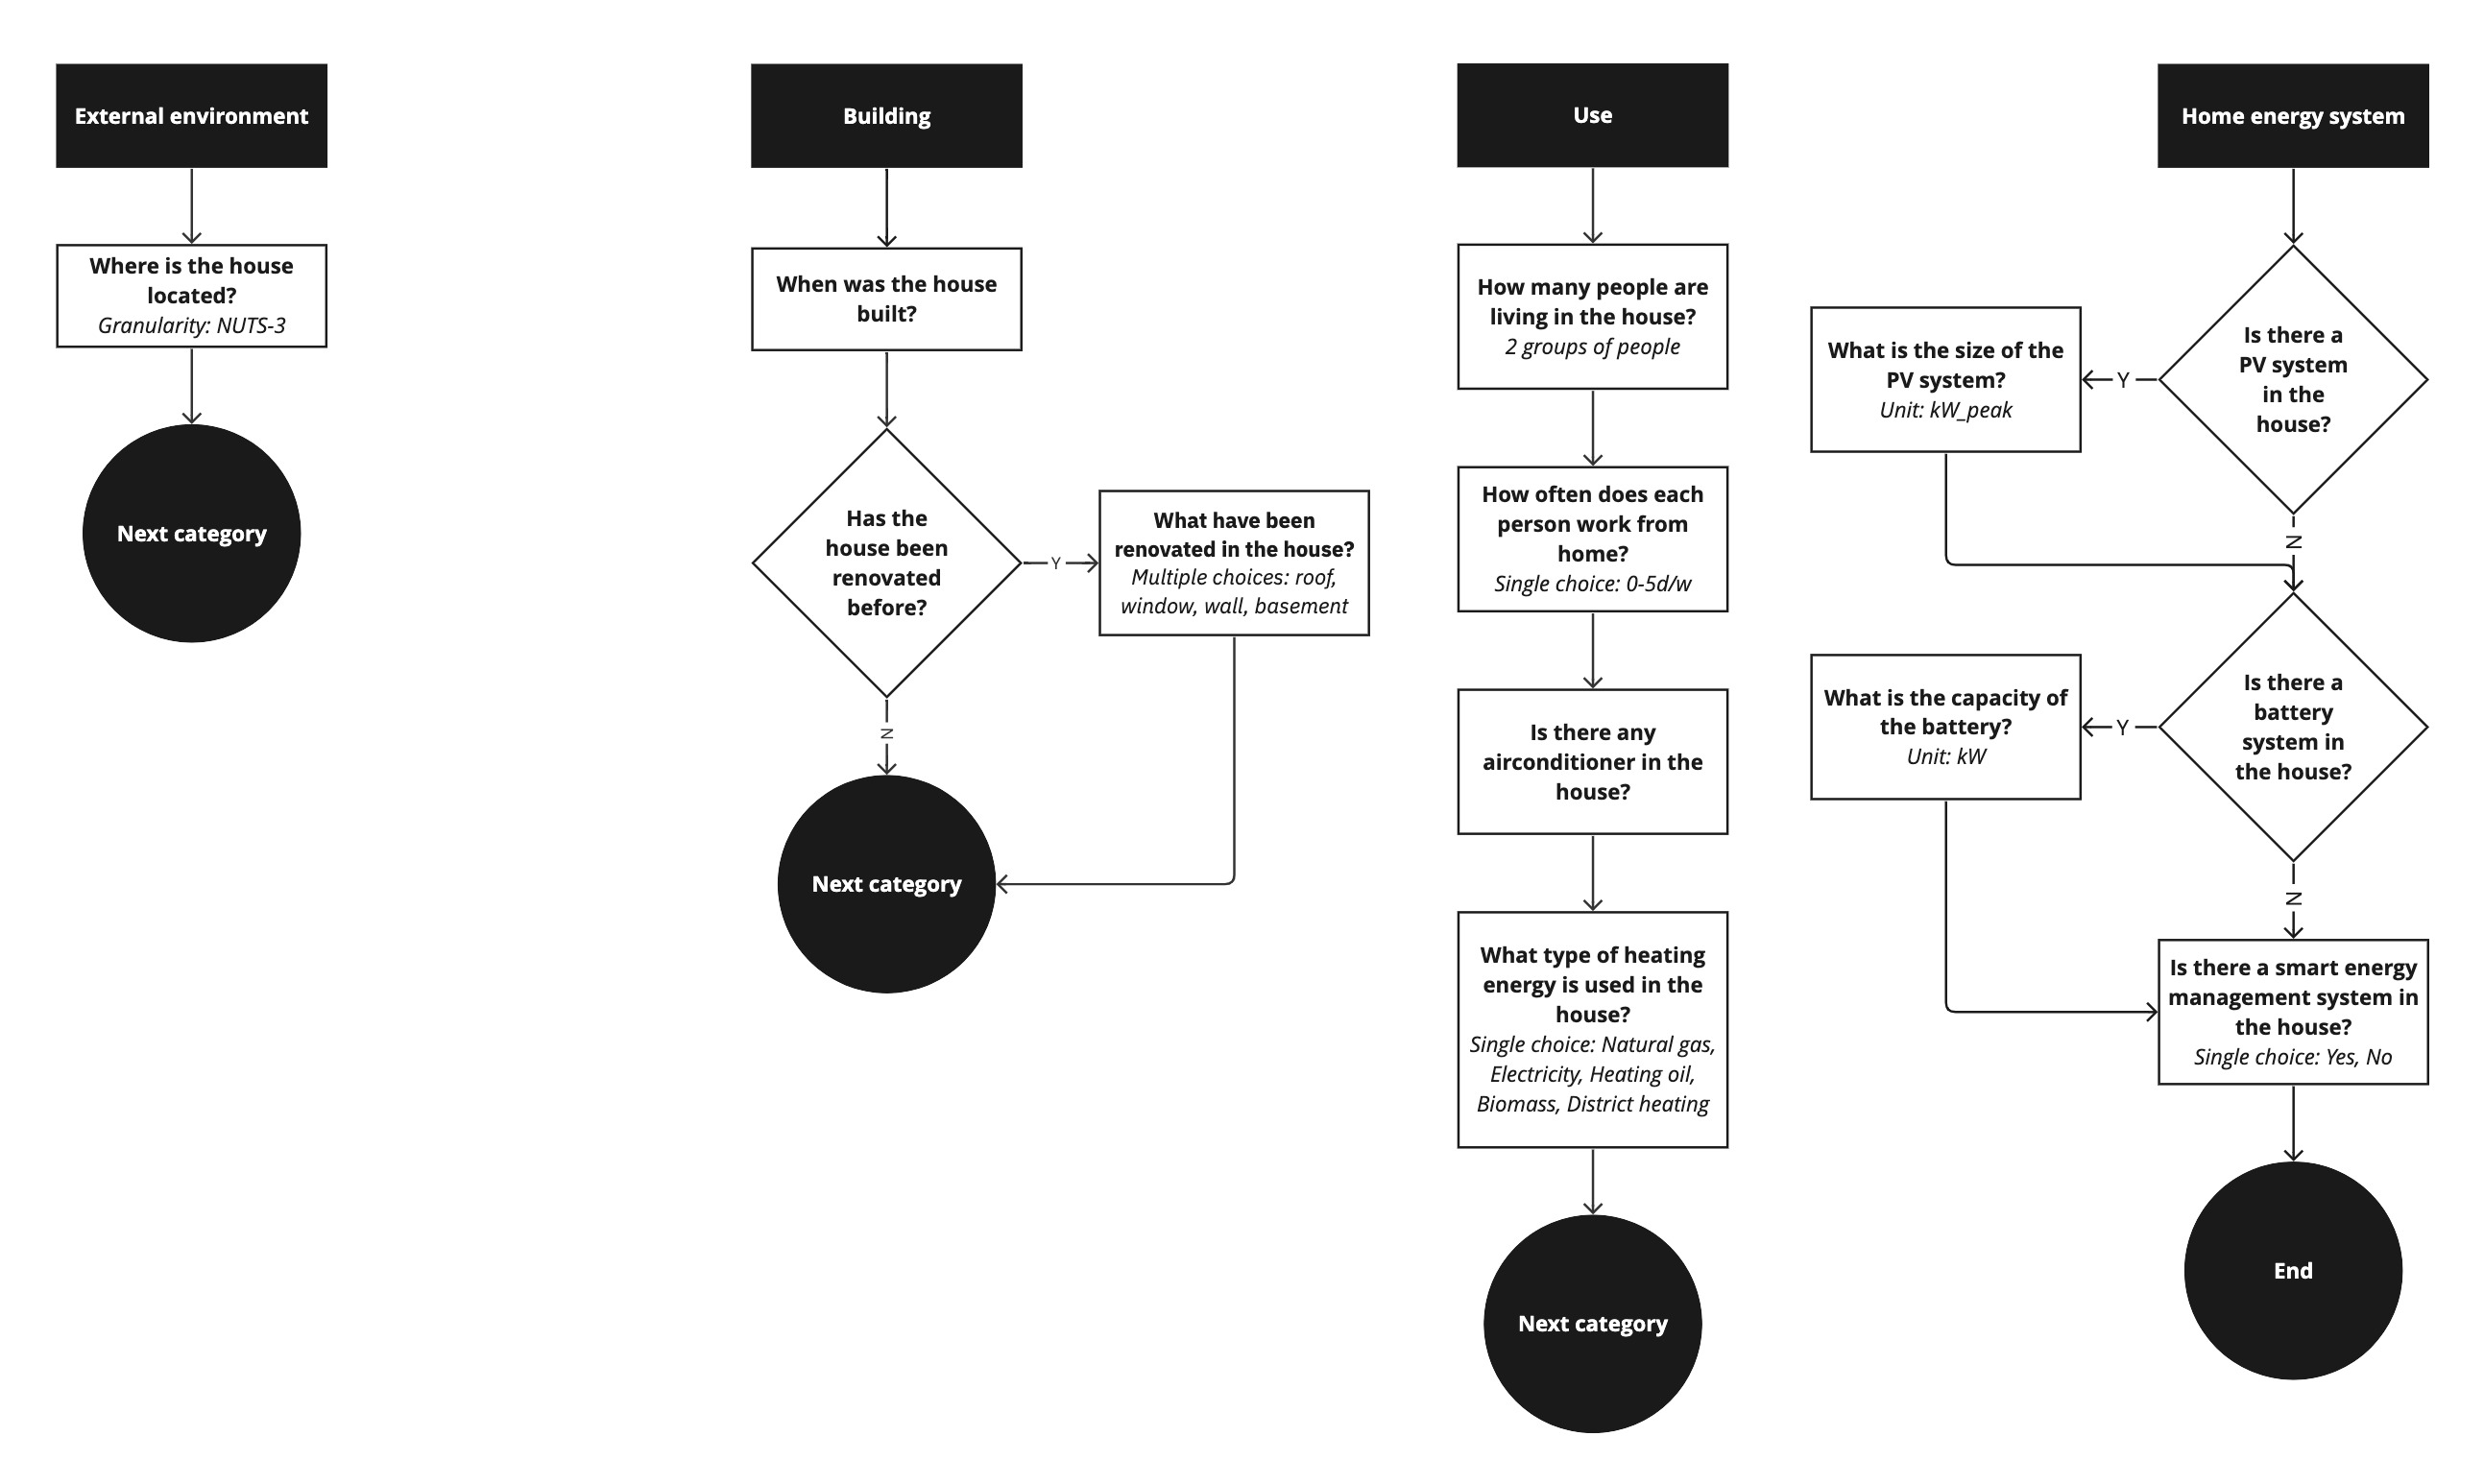 External environment
Where is the house
located?
Granularity: NUTS-3
Next category
Building
When was the house
built?
Has the
house been
renovated
before?
Y
What have been
renovated in the house?
Multiple choices: roof,
window, wall, basement
N
Next category
Use
How many people are
living in the house?
2 groups of people
How often does each
person work from
home?
Single choice: 0-5d/w
Is there any
airconditioner in the
house?
What type of heating
energy is used in the
house?
Single choice: Natural gas,
Electricity, Heating oil,
Biomass, District heating
Next category
Home energy system
Is there a
PV system
in the
house?
Y
What is the size of the
PV system?
Unit: kW_peak
N
Is there a
battery
system in
the house?
Y
What is the capacity of
the battery?
Unit: kW
N
Is there a smart energy
management system in
the house?
Single choice: Yes, No
End